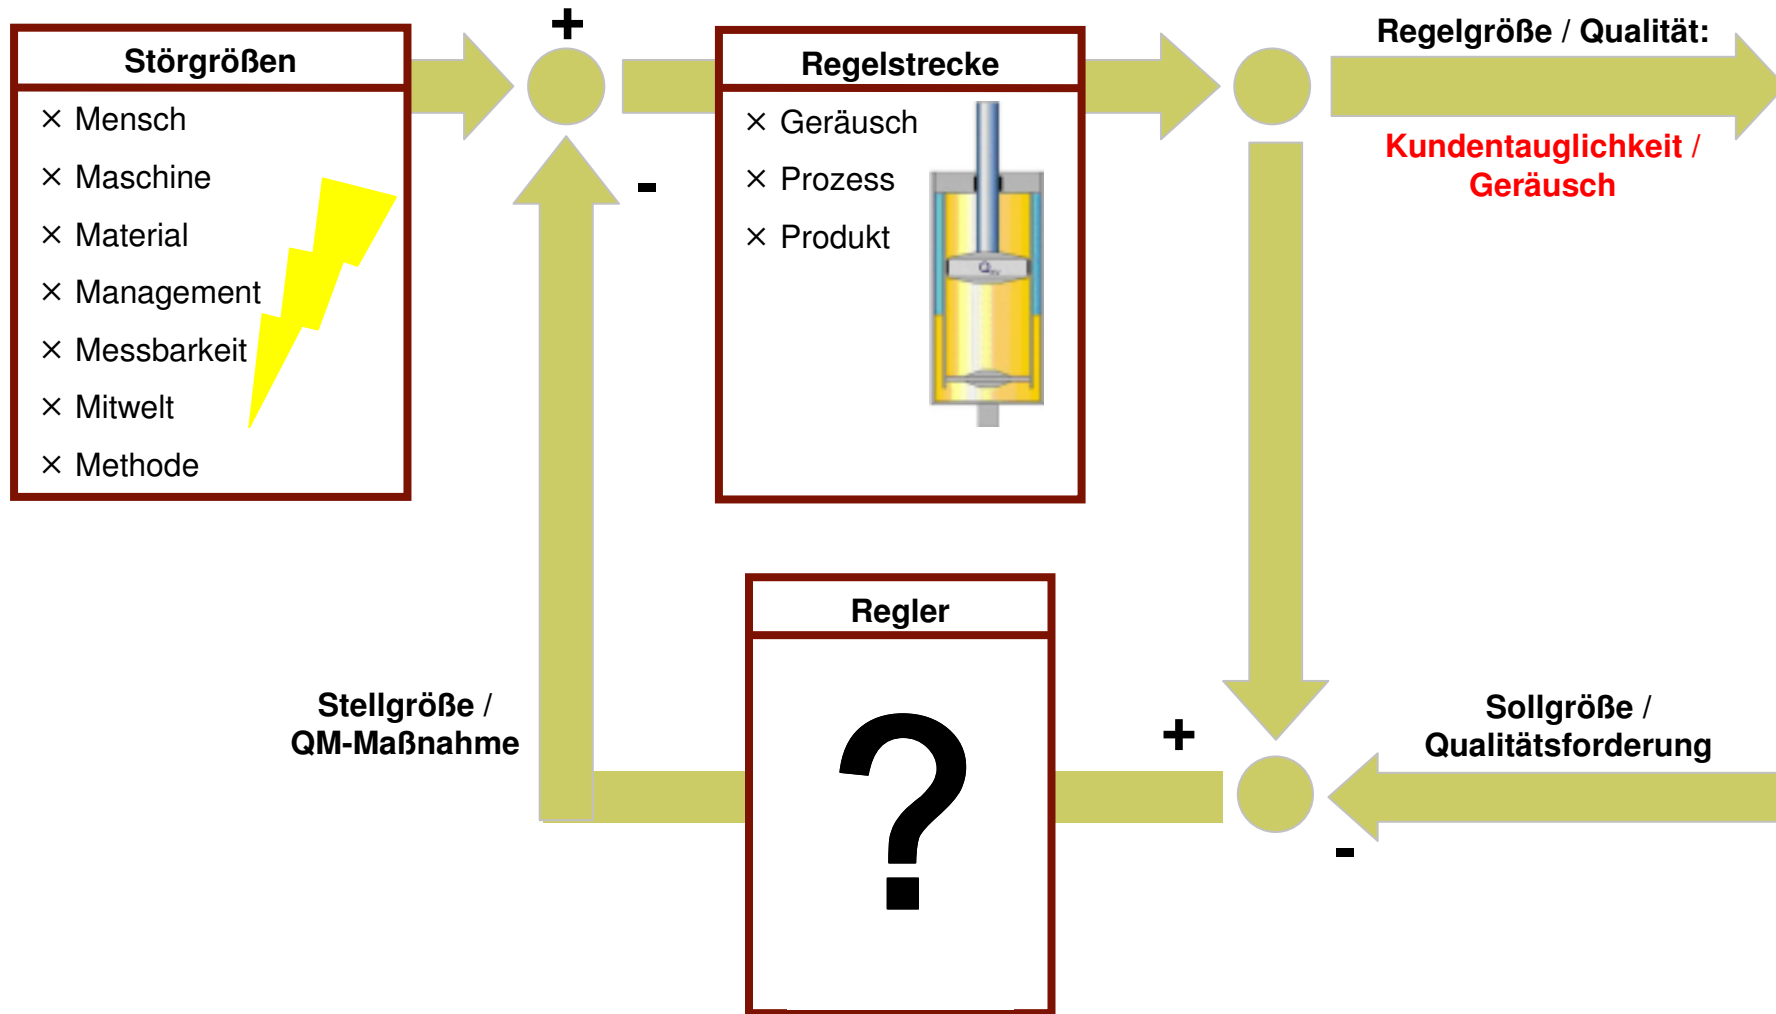 +
Störgrößen
× Mensch
× Maschine
× Material
× Management
× Messbarkeit
× Mitwelt
× Methode
-
Regelstrecke
× Geräusch
× Prozess
× Produkt
Regelgröße / Qualität:
Kundentauglichkeit /
Geräusch
Stellgröße /
QM-Maßnahme
Regler
?
+
Sollgröße /
Qualitätsforderung
-